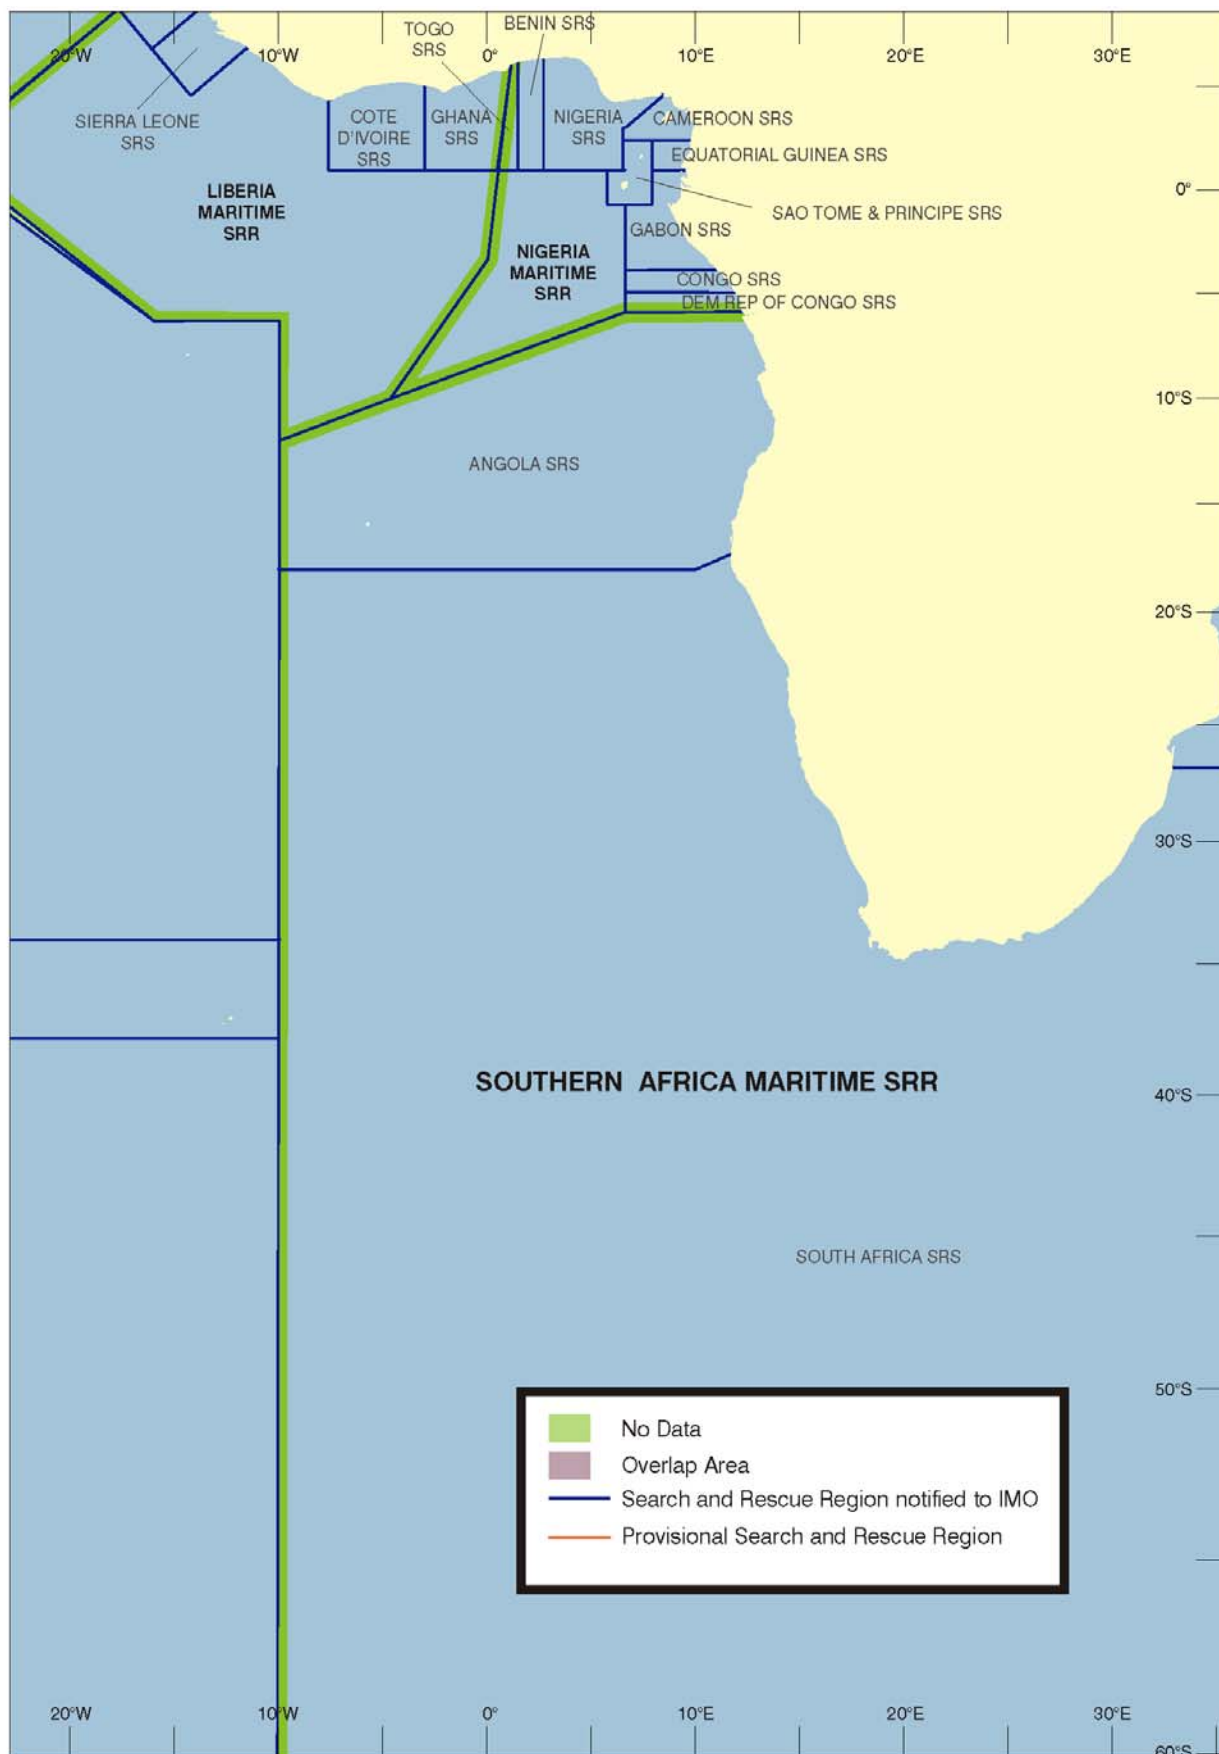 TOGO
SRS
BENIN SRS
20°W
10°W
0°
10°E
20°E
30°E
SIERRA LEONE
SRS
COTE
D'IVOIRE
SRS
GHANA
SRS
NIGERIA
SRS
CAMEROON SRS
EQUATORIAL GUINEA SRS
LIBERIA
MARITIME
SRR
0°
SAO TOME & PRINCIPE SRS
GABON SRS
NIGERIA
MARITIME
SRR
CONGO SRS
DEM REP OF CONGO SRS
10°S
ANGOLA SRS
20°S
30°S
SOUTHERN AFRICA MARITIME SRR
40°S
SOUTH AFRICA SRS
50°S
No Data
Overlap Area
Search and Rescue Region notified to IMO
Provisional Search and Rescue Region
20°W
10°W
0°
10°E
20°E
30°E
60°S